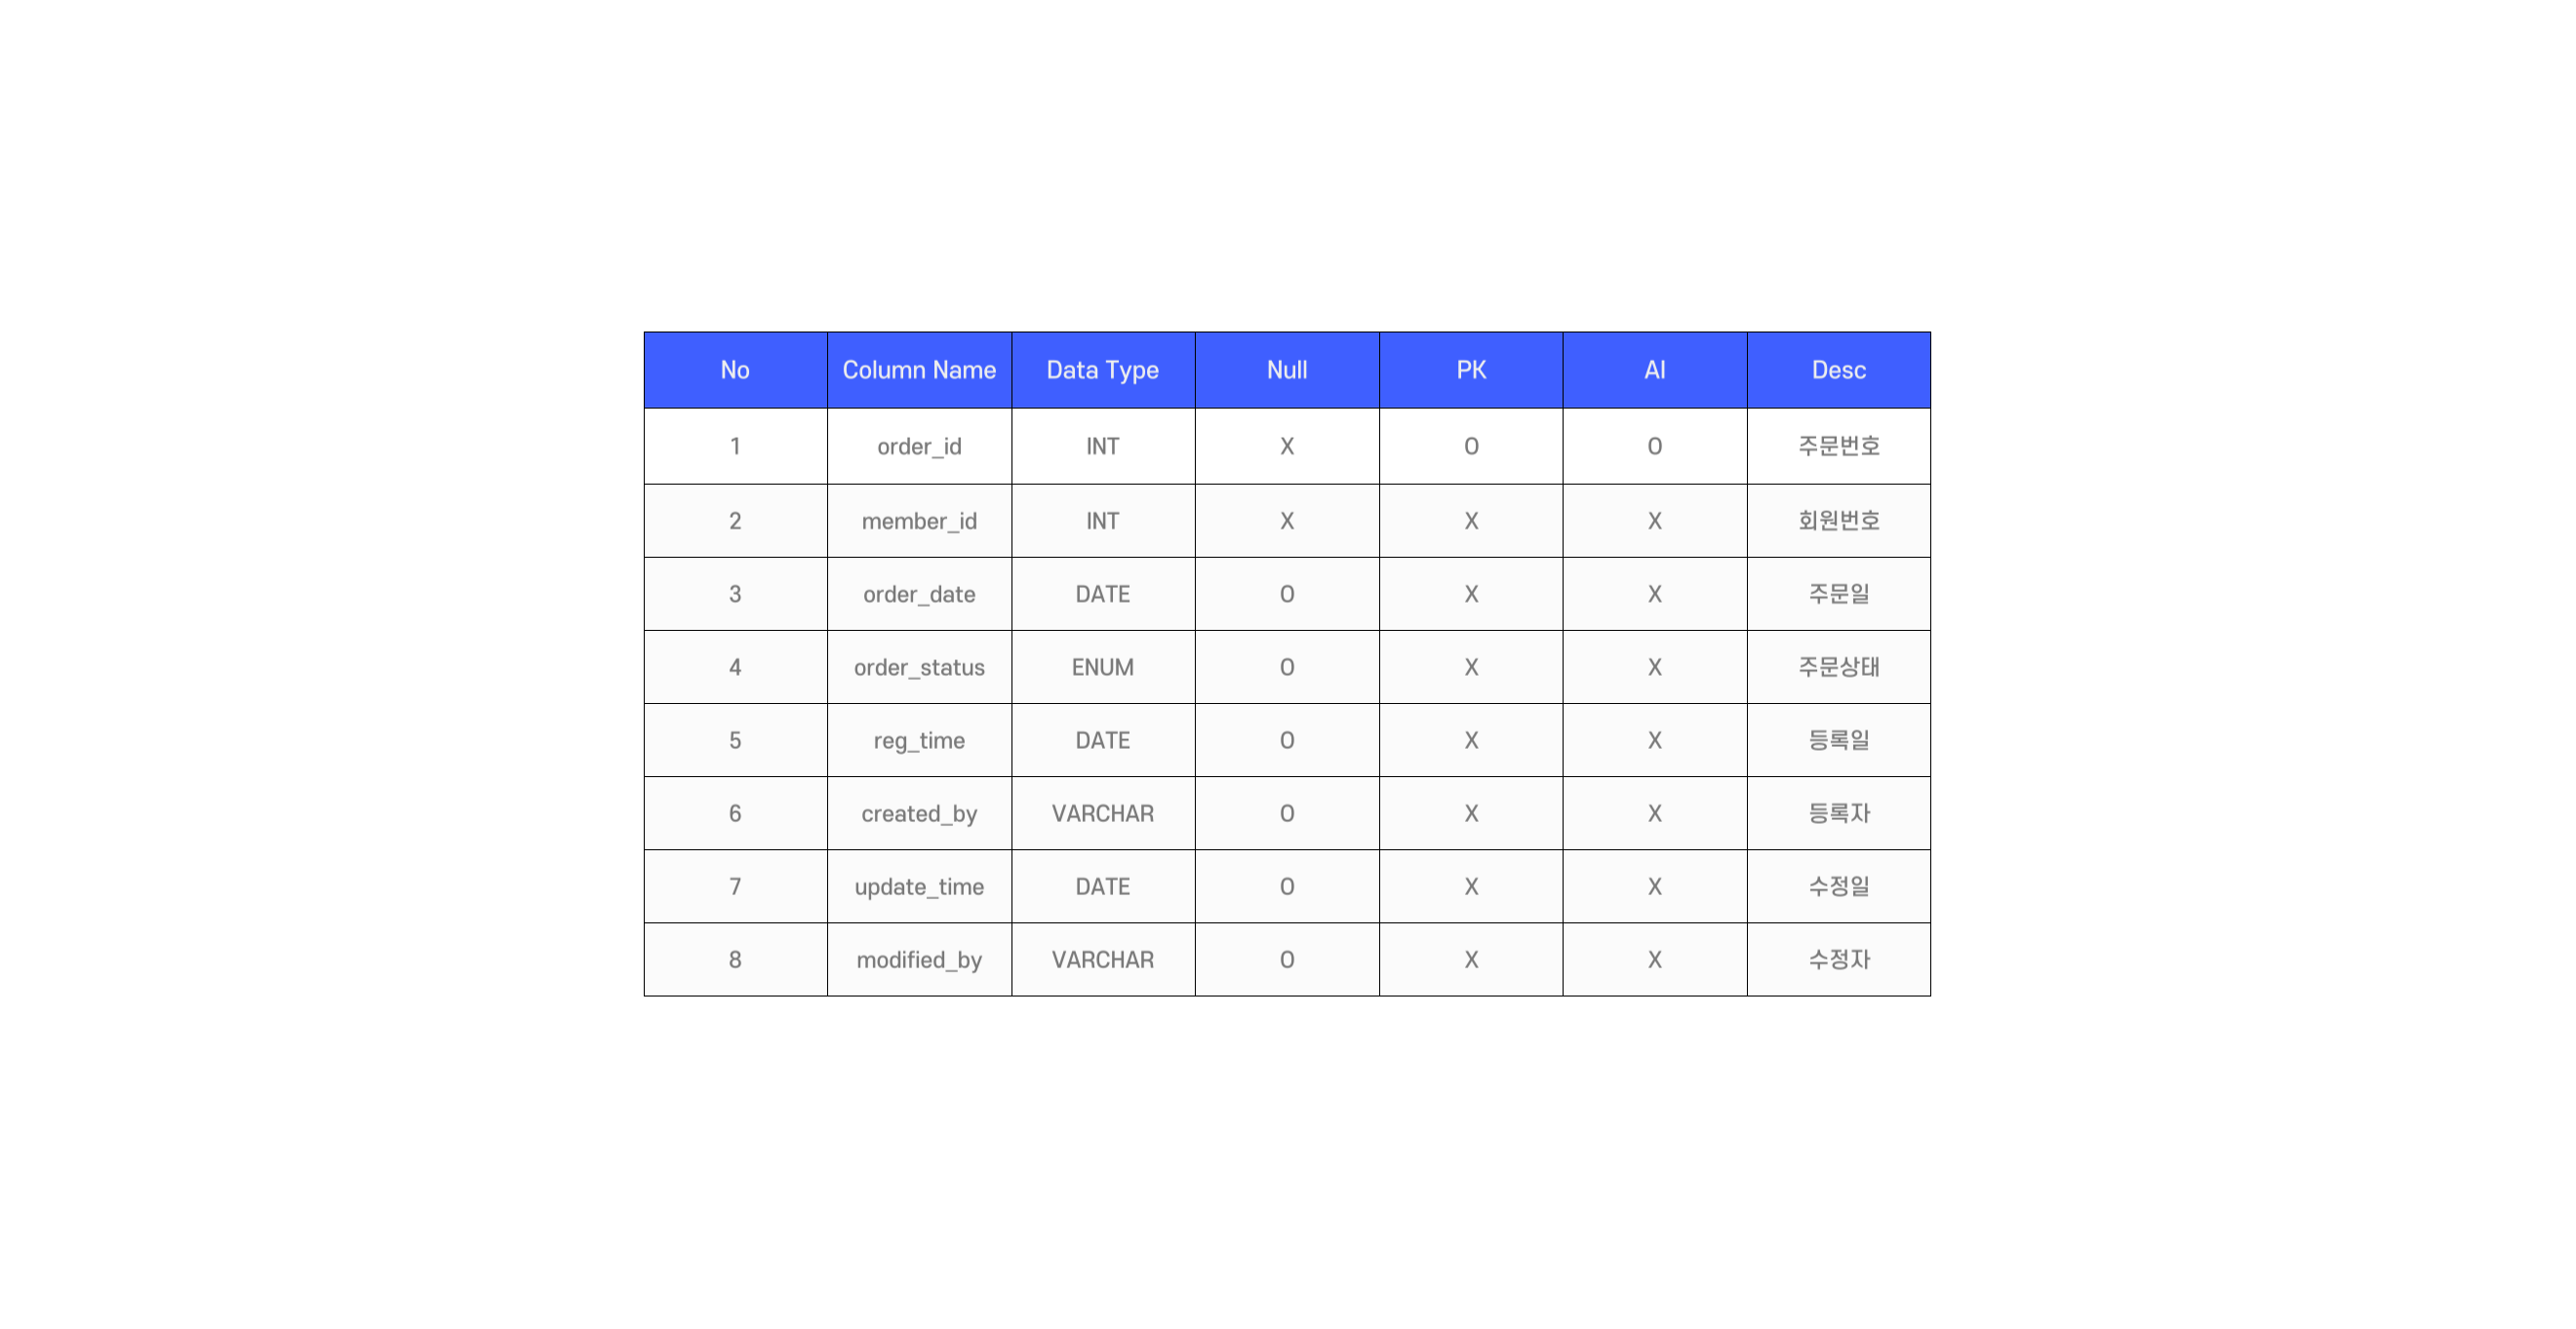 No Column Name Data Type Null PK AI Desc
1 order_id INT X O O 주문번호
2 member_id INT X X X 회원번호
3 order_date DATE O X X 주문일
4 order_status ENUM O X X 주문상태
5 reg_time DATE O X X 등록일
6 created_by VARCHAR O X X 등록자
7 update_time DATE O X X 수정일
8 modified_by VARCHAR O X X 수정자